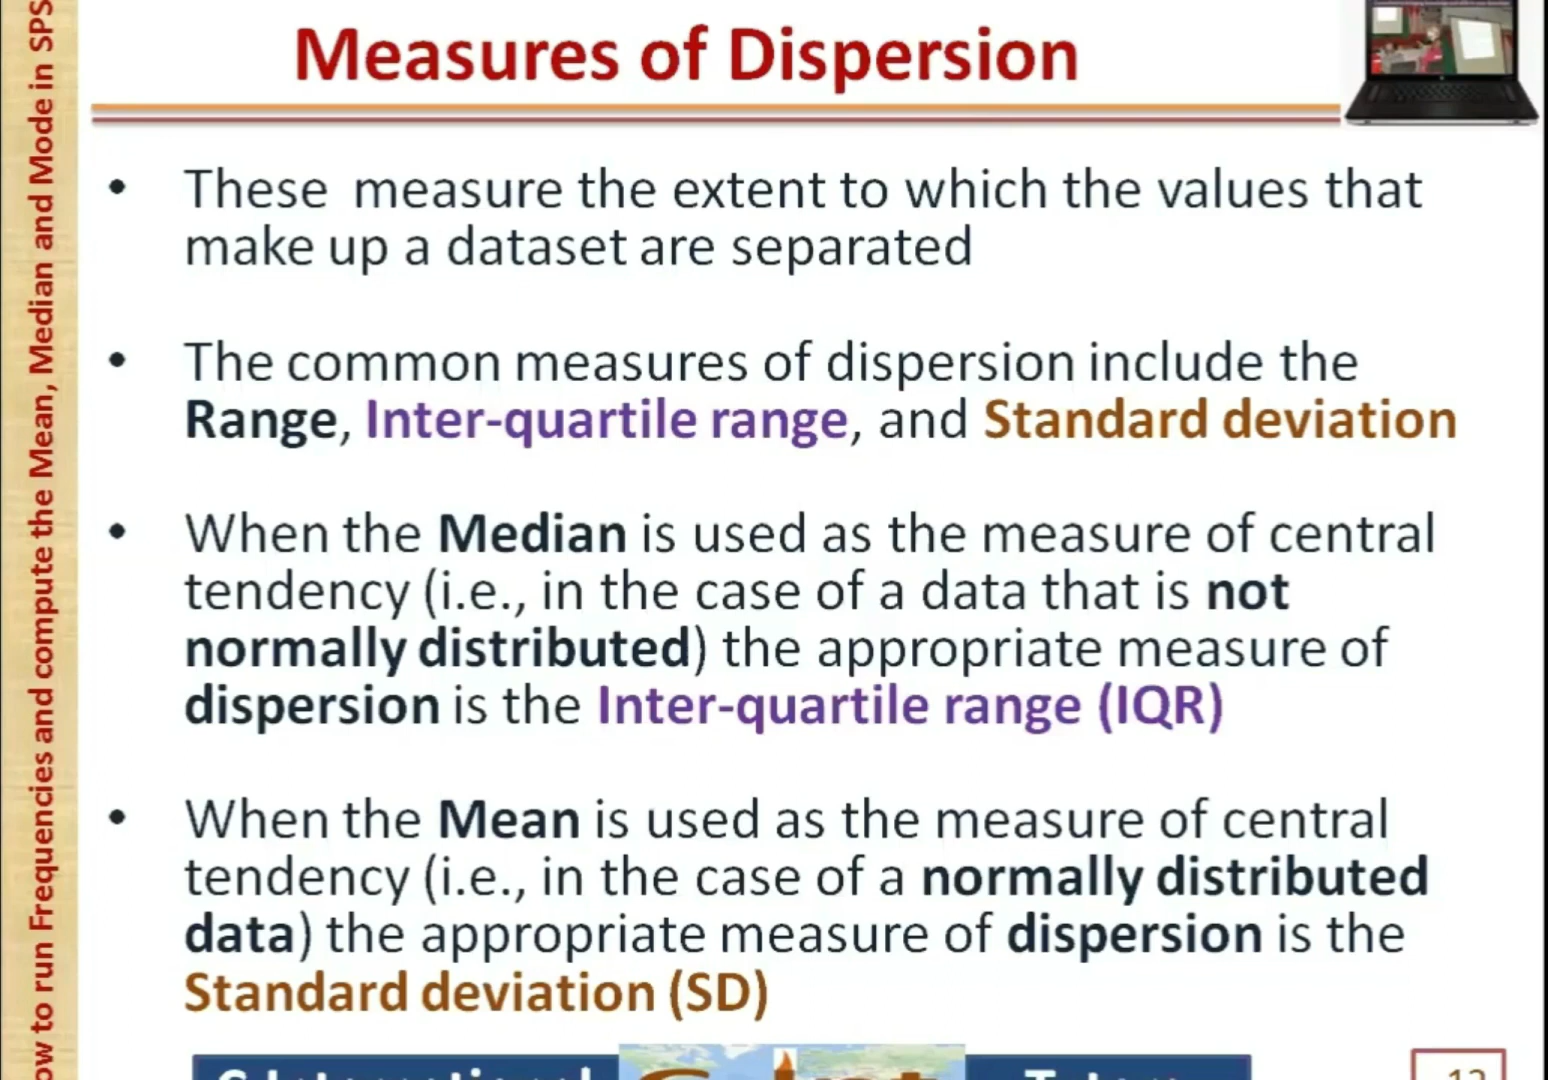 Measures of Dispersion
• These measure the extent to which the values that
make up a dataset are separated
• The common measures of dispersion include the
Range, Inter-quartile range, and Standard deviation
• When the Median is used as the measure of central
tendency (i.e., in the case of a data that is not
normally distributed) the appropriate measure of
dispersion is the Inter-quartile range (IQR)
• When the Mean is used as the measure of central
tendency (i.e., in the case of a normally distributed
data) the appropriate measure of dispersion is the
Standard deviation (SD)
ow to run Frequencies and compute the Mean, Median and Mode in SPS